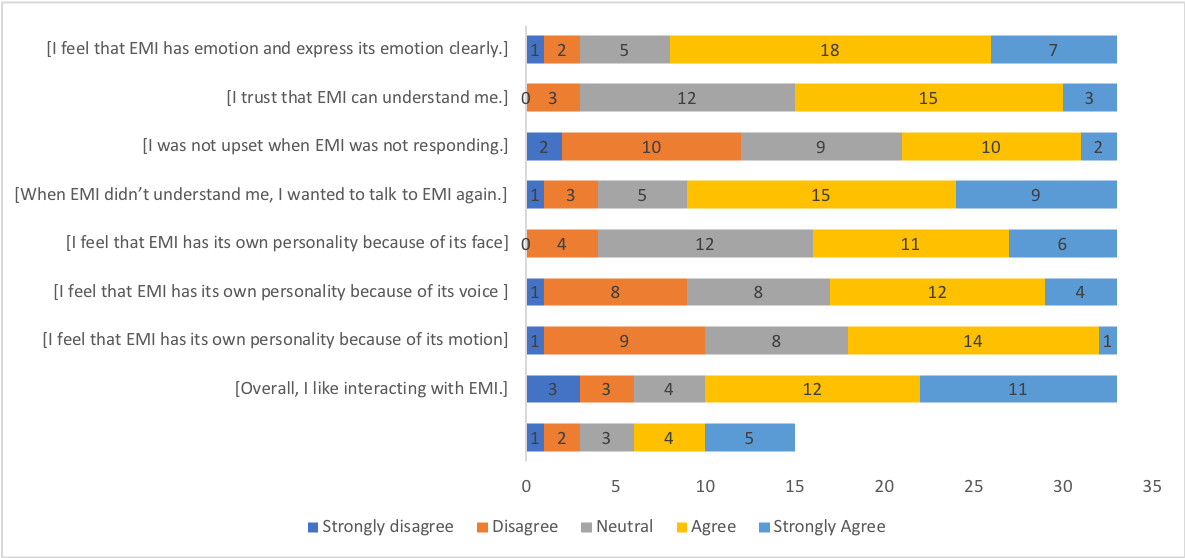 [I feel that EMI has emotion and express its emotion clearly.] 1 2 5 18 7
[I trust that EMI can understand me.] 0 3 12 15 3
[I was not upset when EMI was not responding.] 2 10 9 10 2
[When EMI didn’t understand me, I wanted to talk to EMI again.] 1 3 5 15 9
[I feel that EMI has its own personality because of its face] 0 4 12 11 6
[I feel that EMI has its own personality because of its voice ] 1 8 8 12 4
[I feel that EMI has its own personality because of its motion] 1 9 8 14 1
[Overall, I like interacting with EMI.] 3 3 4 12 11
1 2 3 4 5
0 5 10 15 20 25 30 35
Strongly disagree Disagree Neutral Agree Strongly Agree